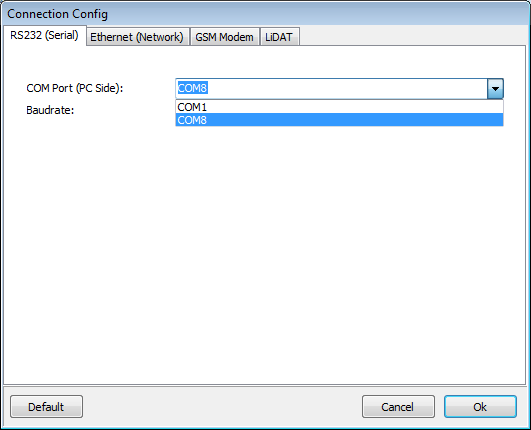 Connection Config
RS232 (Serial) Ethernet (Network) GSM Modem LiDAT
COM Port (PC Side): COM8
Baudrate:
COM1
COM8
Default Cancel Ok